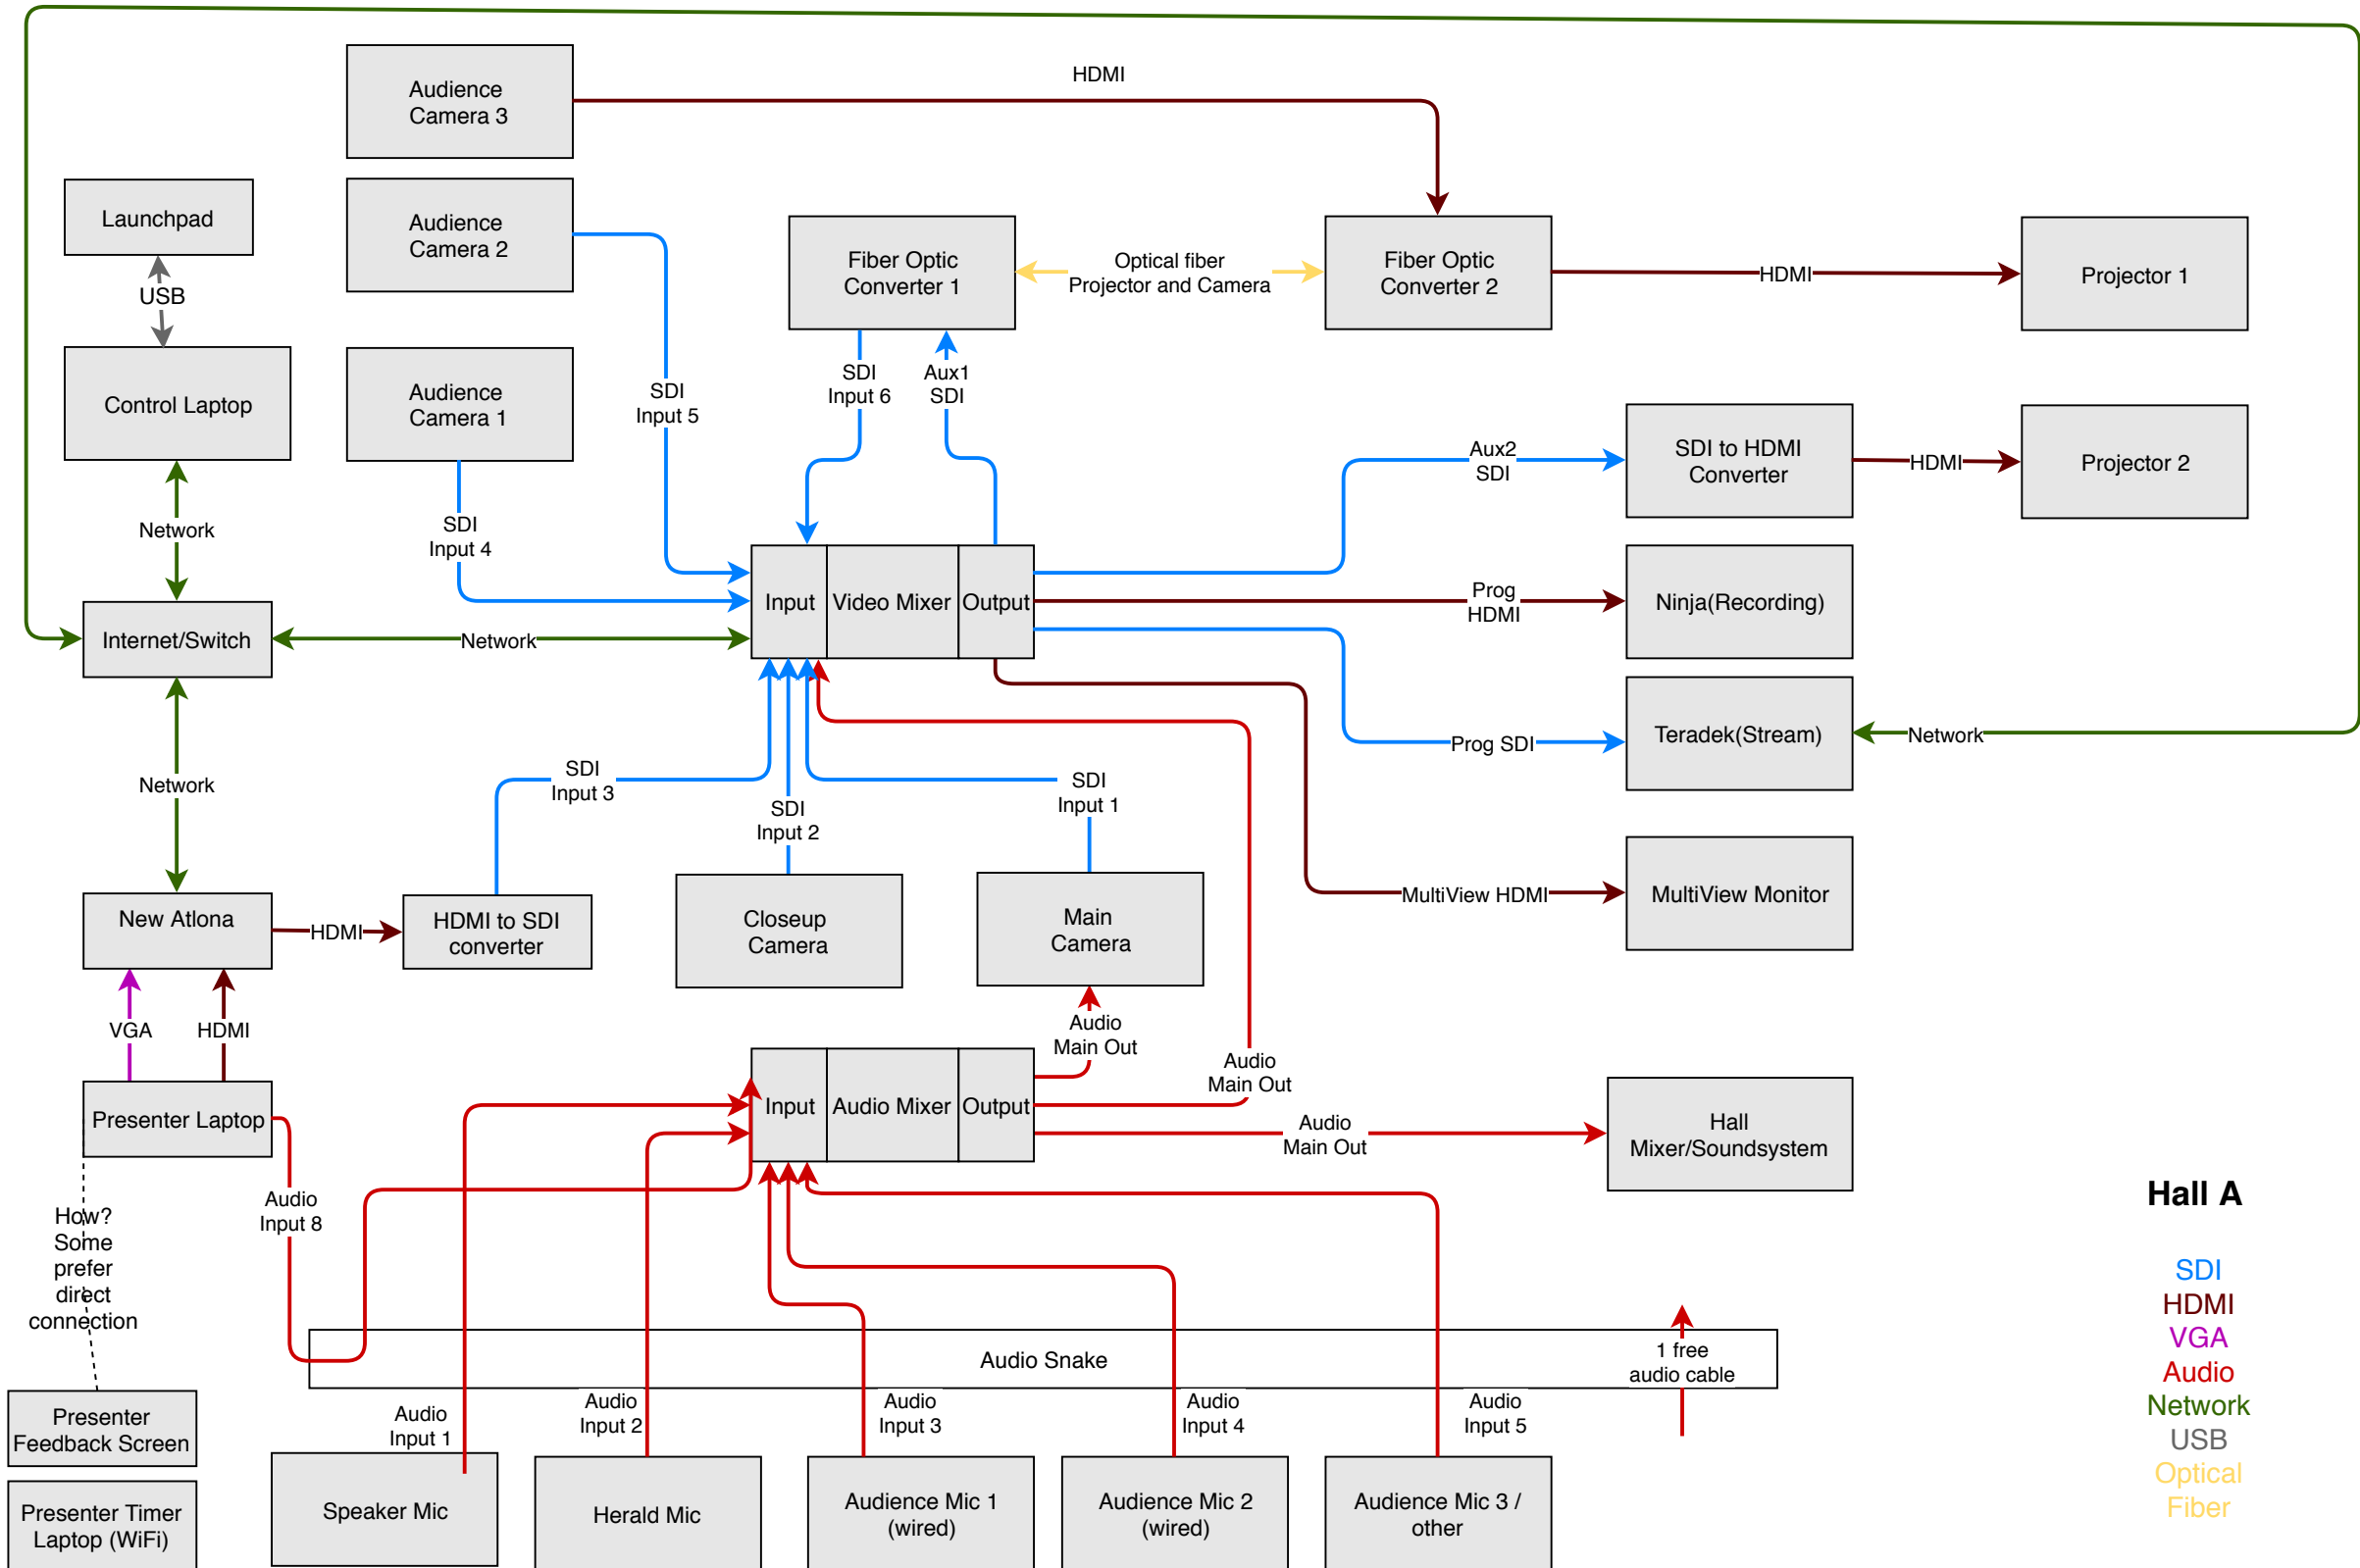 HDMI
Audience
Camera 3
Launchpad
Audience
Camera 2
Fiber Optic
Converter 1
Optical fiber
Projector and Camera
Fiber Optic
Converter 2
HDMI
Projector 1
USB
Control Laptop
Audience
Camera 1
SDI
Input 5
SDI
Input 6
Aux1
SDI
Aux2
SDI
SDI to HDMI
Converter
HDMI
Projector 2
Network
SDI
Input 4
Input
Video Mixer
Output
Prog
HDMI
Ninja(Recording)
Internet/Switch
Network
Prog SDI
Teradek(Stream)
Network
Network
SDI
Input 3
SDI
Input 2
SDI
Input 1
MultiView HDMI
MultiView Monitor
New Atlona
HDMI
HDMI to SDI
converter
Closeup
Camera
Main
Camera
VGA
HDMI
Audio
Main Out
Audio
Main Out
Presenter Laptop
Input
Audio Mixer
Output
Audio
Main Out
Hall
Mixer/Soundsystem
How?
Some
prefer
direct
connection
Audio
Input 8
Audio Snake
1 free
audio cable
Presenter
Feedback Screen
Audio
Input 1
Audio
Input 2
Audio
Input 3
Audio
Input 4
Audio
Input 5
Presenter Timer
Laptop (WiFi)
Speaker Mic
Herald Mic
Audience Mic 1
(wired)
Audience Mic 2
(wired)
Audience Mic 3 /
other
Hall A
SDI
HDMI
VGA
Audio
Network
USB
Optical
Fiber